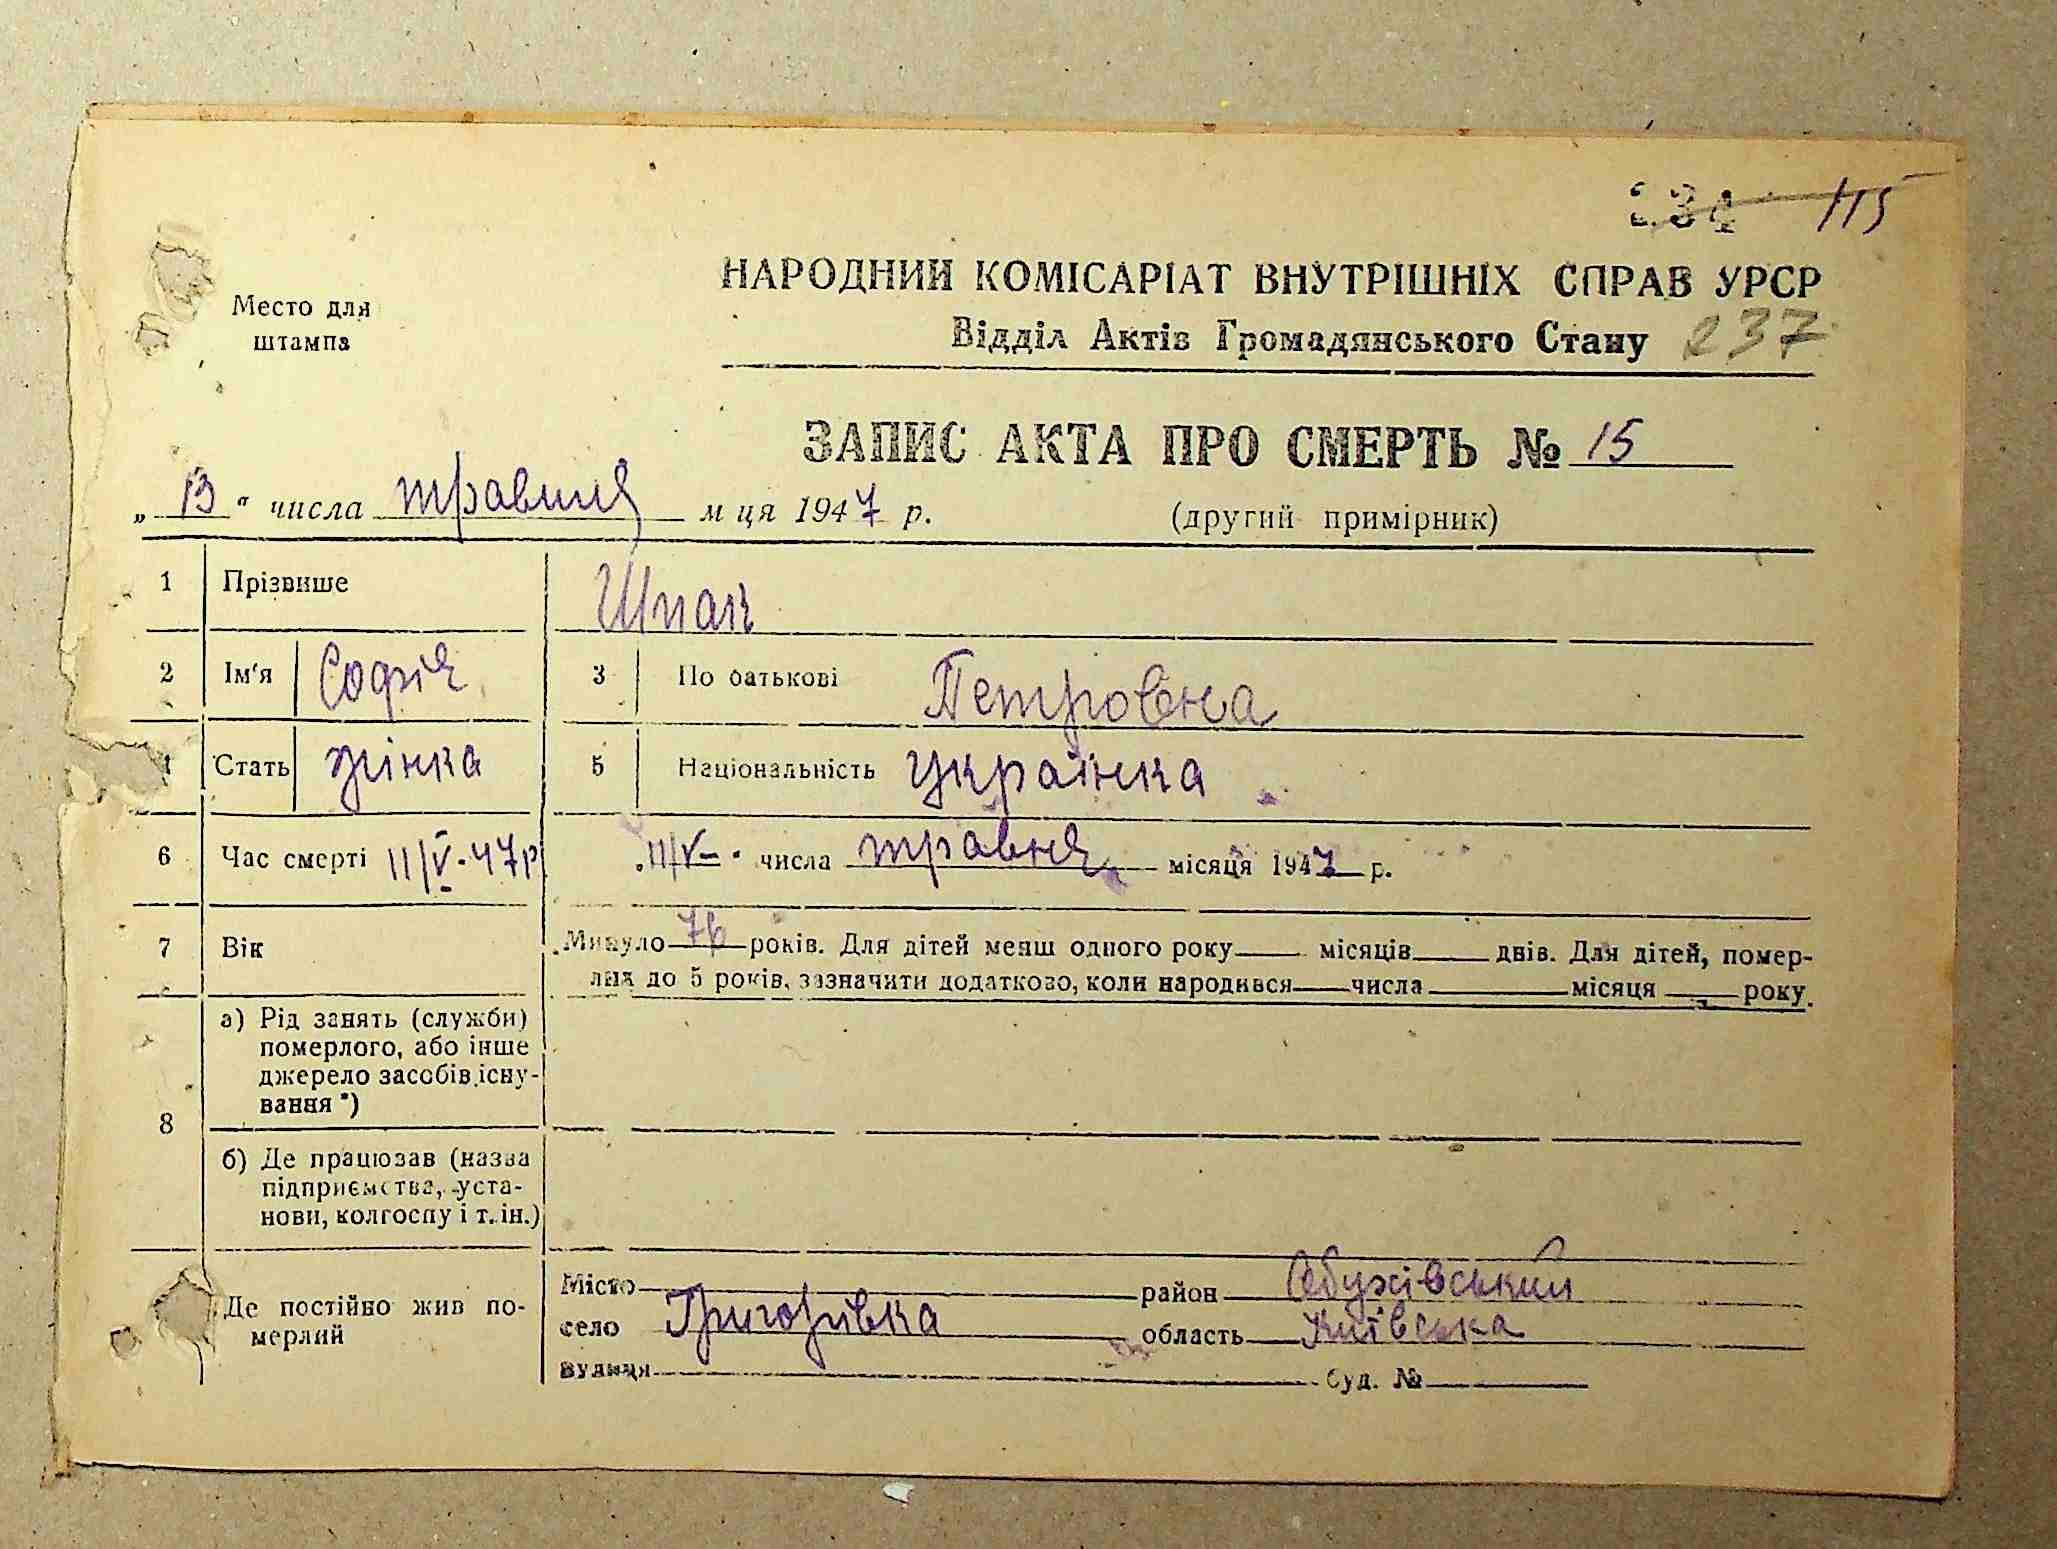 234 115
НАРОДНИЙ КОМІСАРІАТ ВНУТРІШНІХ СПРАВ УРСР
Место для
штампа
Відділ Актів Громадянського Стану 237
ЗАПИС АКТА ПРО СМЕРТЬ № 15
„ 13 " числа травня м ця 1947 р.
(другий примірник)
1 Прізвише Шпак
2 Ім'я Софія 3 По батькові Петровна
4 Стать жінка 5 Національність українка
6 Час смерті 11/V-47р „11/V-" числа травня місяця 1947 р.
7 Вік Минуло 76 років. Для дітей менш одного року місяців днів. Для дітей, помер-
лих до 5 років, зазначити додатково, коли народився числа місяця року.
а) Рід занять (служби)
померлого, або інше
джерело засобів існу-
вання *)
8
б) Де працював (назва
підприємства, уста-
нови, колгоспу і т. ін.)
Де постійно жив по-
мерлий
Місто район Обухівський
село Григорівка область Київська
вулиця буд. №